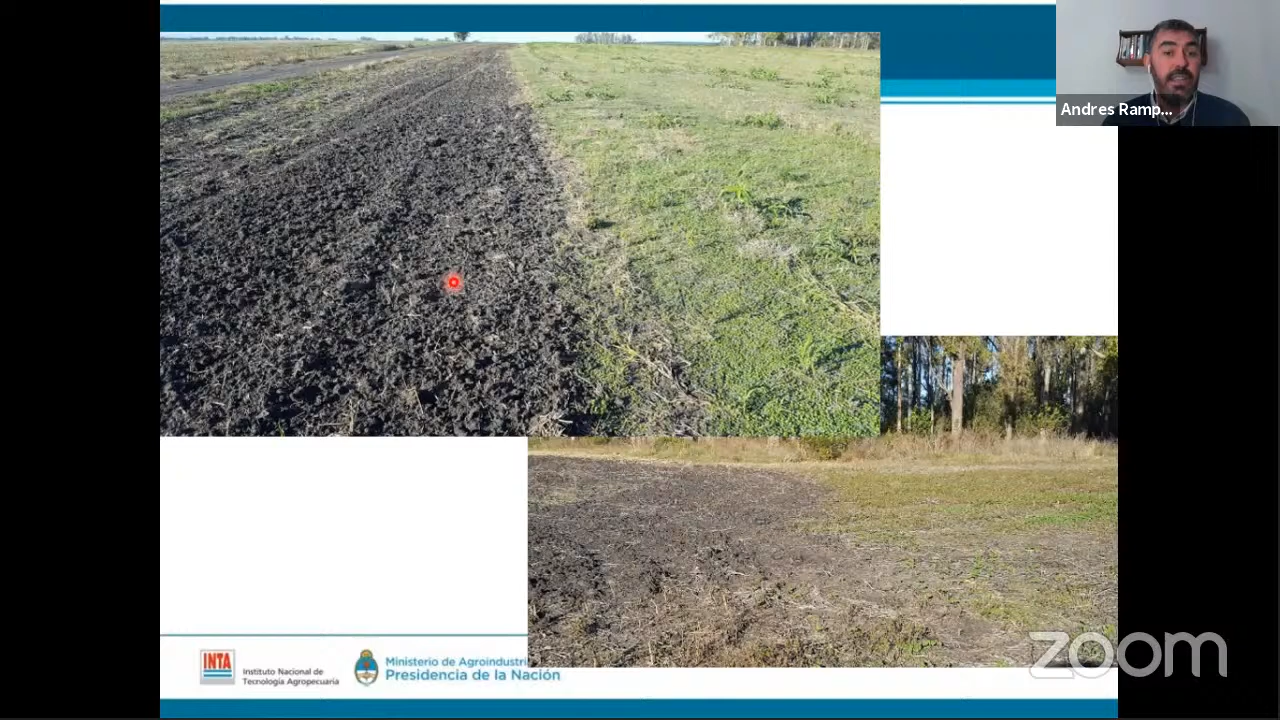 Andres Ramp...
INTA
Instituto Nacional de
Tecnología Agropecuaria
Ministerio de Agroindustri
Presidencia de la Nación
zoom